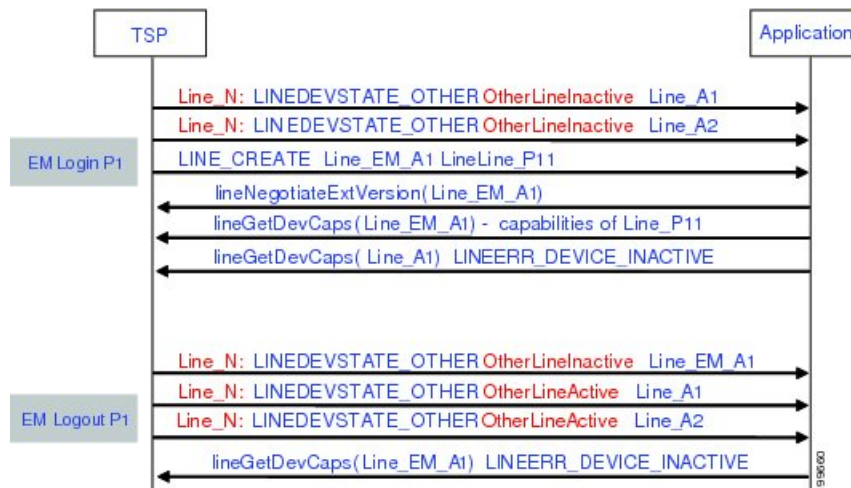 TSP
Application
Line_N: LINEDEVSTATE_OTHER OtherLineInactive Line_A1
Line_N: LINEDEVSTATE_OTHER OtherLineInactive Line_A2
EM Login P1
LINE_CREATE Line_EM_A1 LineLine_P11
lineNegotiateExtVersion(Line_EM_A1)
lineGetDevCaps(Line_EM_A1) - capabilities of Line_P11
lineGetDevCaps( Line_A1) LINEERR_DEVICE_INACTIVE
Line_N: LINEDEVSTATE_OTHER OtherLineInactive Line_EM_A1
Line_N: LINEDEVSTATE_OTHER OtherLineActive Line_A1
EM Logout P1
Line_N: LINEDEVSTATE_OTHER OtherLineActive Line_A2
lineGetDevCaps(Line_EM_A1) LINEERR_DEVICE_INACTIVE
99660